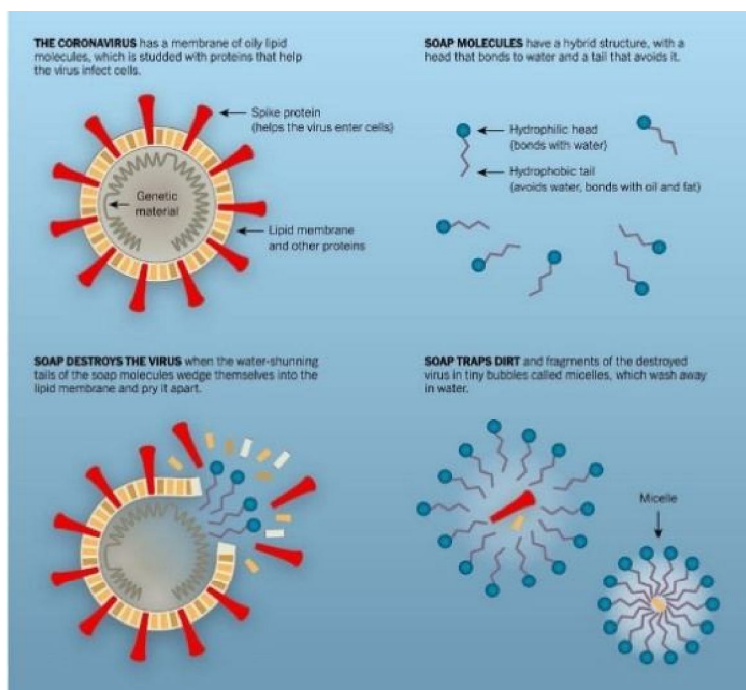 THE CORONAVIRUS has a membrane of oily lipid
molecules, which is studded with proteins that help
the virus infect cells.
Spike protein
(helps the virus enter cells)
Genetic
material
Lipid membrane
and other proteins
SOAP MOLECULES have a hybrid structure, with a
head that bonds to water and a tail that avoids it.
Hydrophilic head
(bonds with water)
Hydrophobic tail
(avoids water, bonds with oil and fat)
SOAP DESTROYS THE VIRUS when the water-shunning
tails of the soap molecules wedge themselves into the
lipid membrane and pry it apart.
SOAP TRAPS DIRT and fragments of the destroyed
virus in tiny bubbles called micelles, which wash away
in water.
Micelle